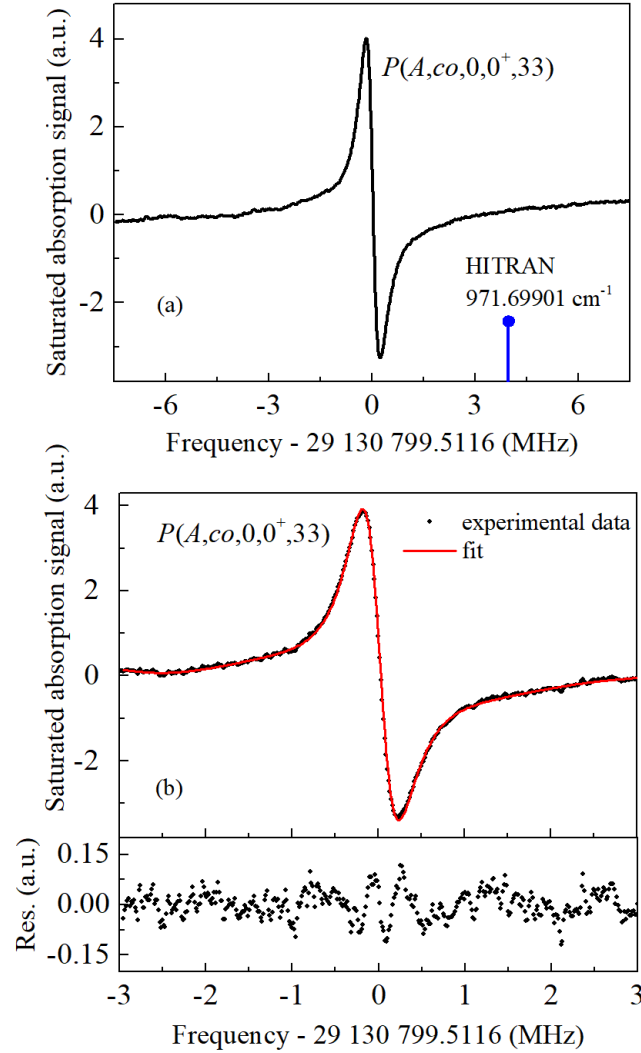 4
2
0
-2
Saturated absorption signal (a.u.)
P(A,co,0,0⁺,33)
HITRAN
971.69901 cm⁻¹
(a)
-6 -3 0 3 6
Frequency - 29 130 799.5116 (MHz)
4
2
0
-2
Saturated absorption signal (a.u.)
P(A,co,0,0⁺,33)
experimental data
fit
(b)
0.15
0.00
-0.15
Res. (a.u.)
-3 -2 -1 0 1 2 3
Frequency - 29 130 799.5116 (MHz)